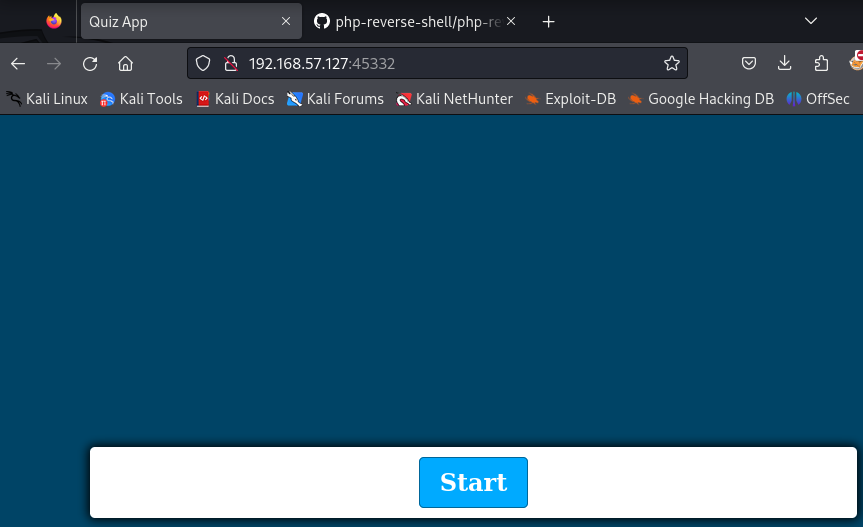 Quiz App
php-reverse-shell/php-re
192.168.57.127:45332
Kali Linux Kali Tools Kali Docs Kali Forums Kali NetHunter Exploit-DB Google Hacking DB OffSec
Start